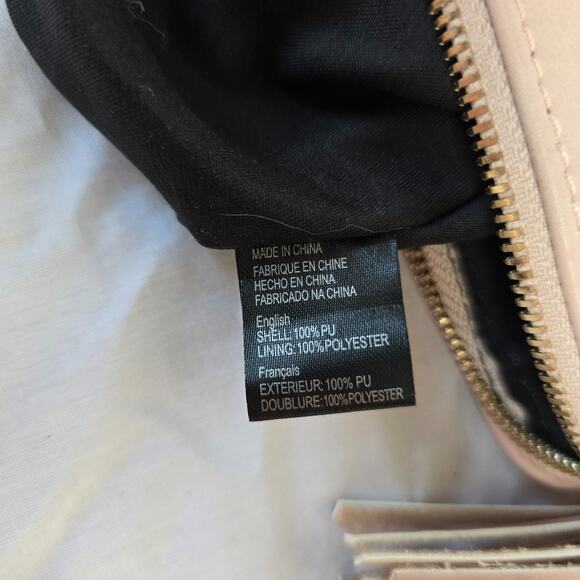 MADE IN CHINA
FABRIQUE EN CHINE
HECHO EN CHINA
FABRICADO NA CHINA
English
SHELL:100%PU
LINING:100%POLYESTER
Français
EXTERIEUR:100% PU
DOUBLURE:100%POLYESTER